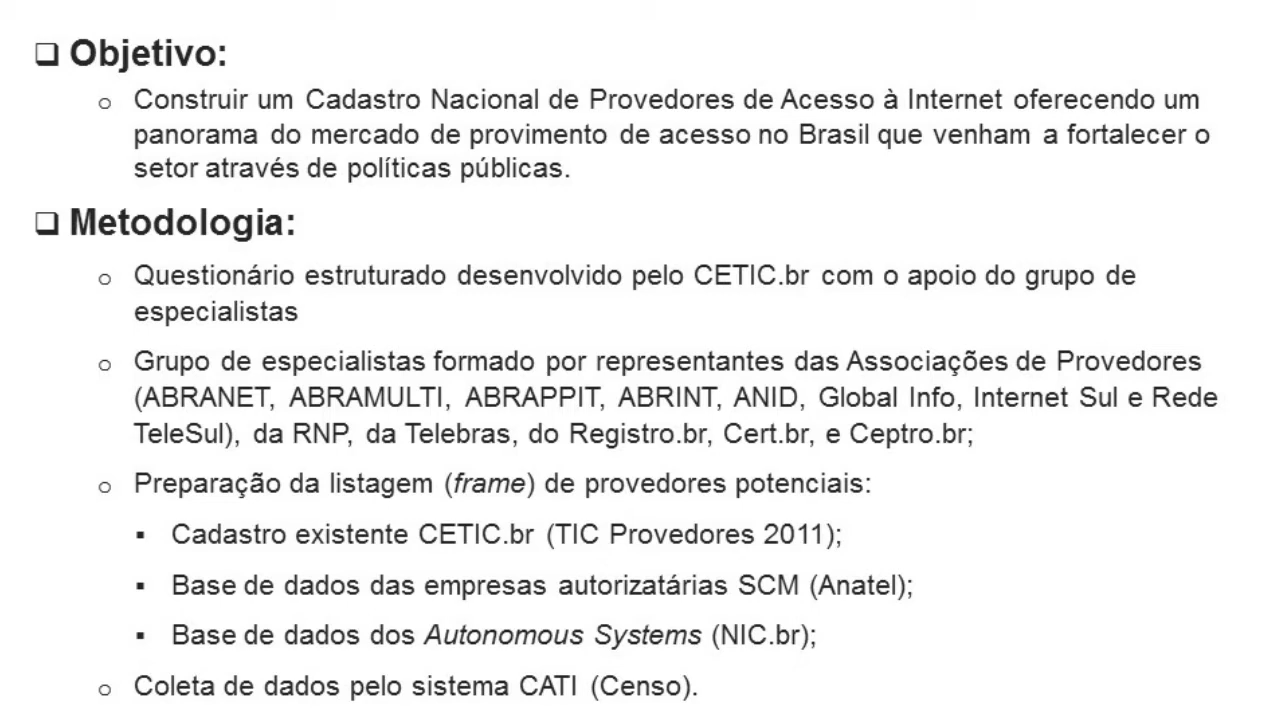 ❑ Objetivo:
o Construir um Cadastro Nacional de Provedores de Acesso à Internet oferecendo um
panorama do mercado de provimento de acesso no Brasil que venham a fortalecer o
setor através de políticas públicas.
❑ Metodologia:
o Questionário estruturado desenvolvido pelo CETIC.br com o apoio do grupo de
especialistas
o Grupo de especialistas formado por representantes das Associações de Provedores
(ABRANET, ABRAMULTI, ABRAPPIT, ABRINT, ANID, Global Info, Internet Sul e Rede
TeleSul), da RNP, da Telebras, do Registro.br, Cert.br, e Ceptro.br;
o Preparação da listagem (frame) de provedores potenciais:
▪ Cadastro existente CETIC.br (TIC Provedores 2011);
▪ Base de dados das empresas autorizatárias SCM (Anatel);
▪ Base de dados dos Autonomous Systems (NIC.br);
o Coleta de dados pelo sistema CATI (Censo).